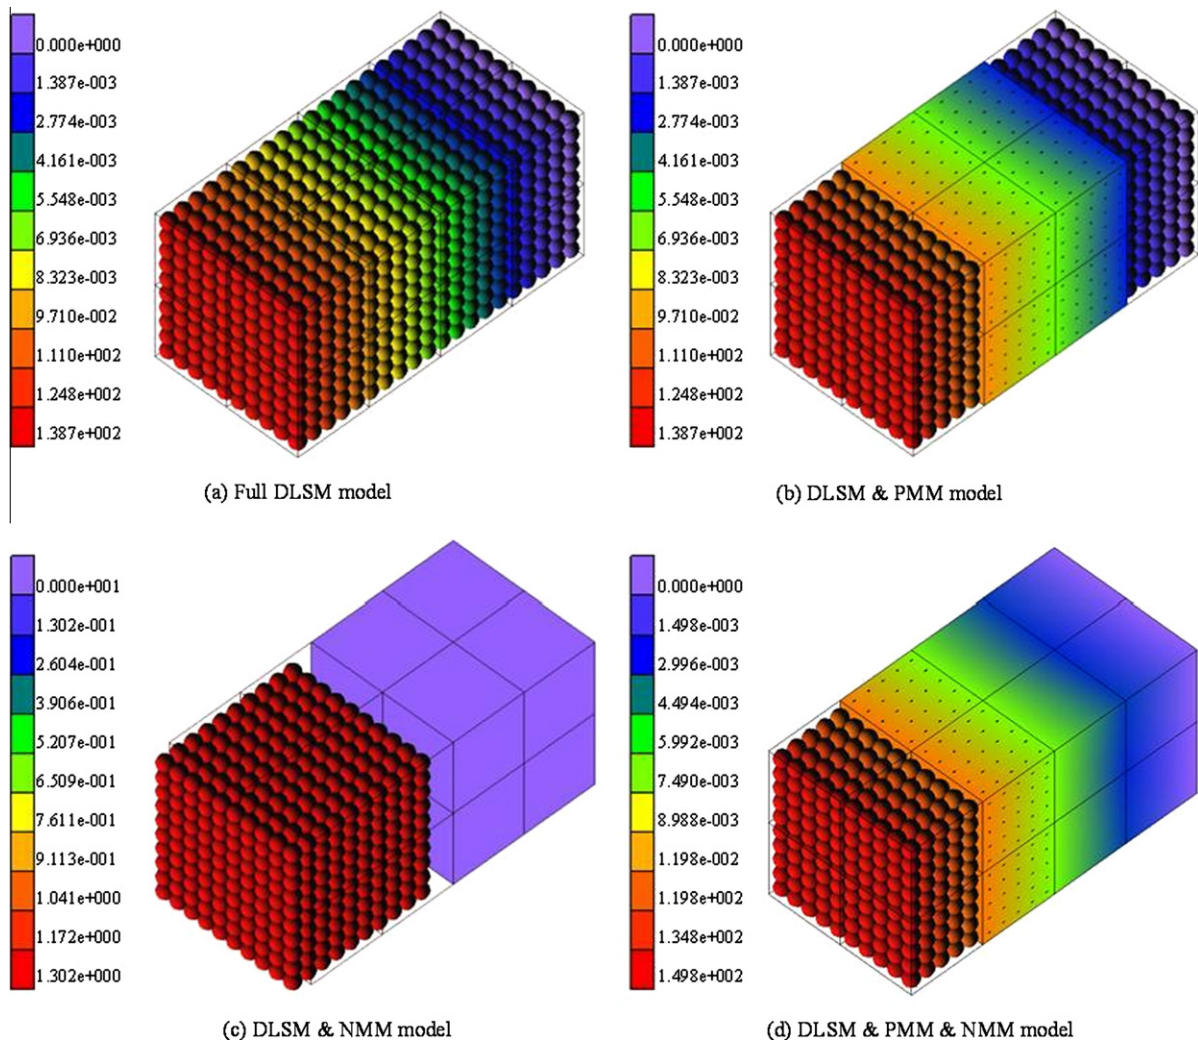 0.000e+000
1.387e-003
2.774e-003
4.161e-003
5.548e-003
6.936e-003
8.323e-003
9.710e-002
1.110e+002
1.248e+002
1.387e+002
(a) Full DLSM model
0.000e+000
1.387e-003
2.774e-003
4.161e-003
5.548e-003
6.936e-003
8.323e-003
9.710e-002
1.110e+002
1.248e+002
1.387e+002
(b) DLSM & PMM model
0.000e+001
1.302e-001
2.604e-001
3.906e-001
5.207e-001
6.509e-001
7.611e-001
9.113e-001
1.041e+000
1.172e+000
1.302e+000
(c) DLSM & NMM model
0.000e+000
1.498e-003
2.996e-003
4.494e-003
5.992e-003
7.490e-003
8.988e-003
1.198e-002
1.198e+002
1.348e+002
1.498e+002
(d) DLSM & PMM & NMM model